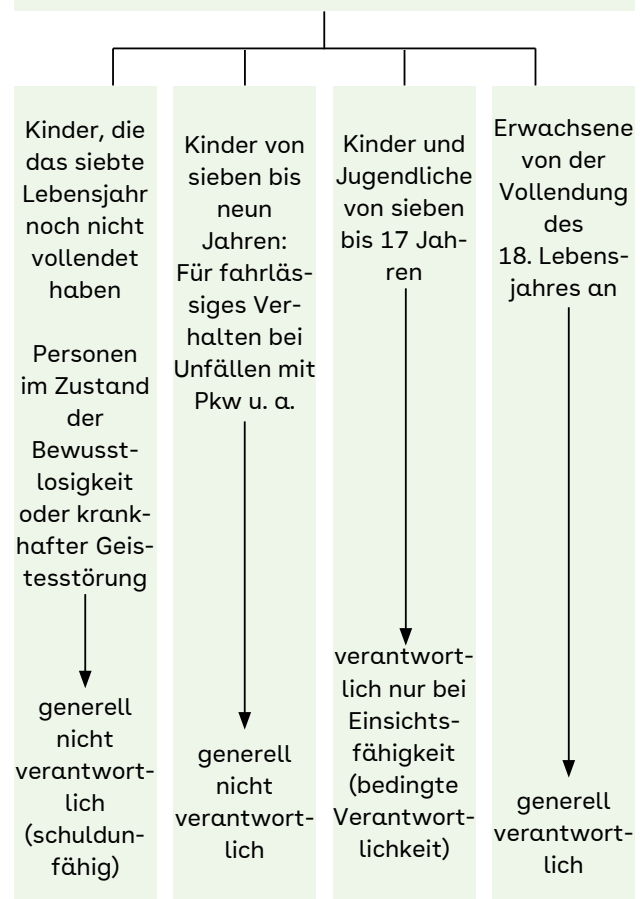 Kinder, die
das siebte
Lebensjahr
noch nicht
vollendet
haben
Personen
im Zustand
der
Bewusst-
losigkeit
oder krank-
hafter Geis-
tesstörung
generell
nicht
verantwort-
lich
(schuldun-
fähig)
Kinder von
sieben bis
neun
Jahren:
Für fahrläs-
siges Ver-
halten bei
Unfällen mit
Pkw u. a.
generell
nicht
verantwort-
lich
Kinder und
Jugendliche
von sieben
bis 17 Jah-
ren
verantwort-
lich nur bei
Einsichts-
fähigkeit
(bedingte
Verantwort-
lichkeit)
Erwachsene
von der
Vollendung
des
18. Lebens-
jahres an
generell
verantwort-
lich